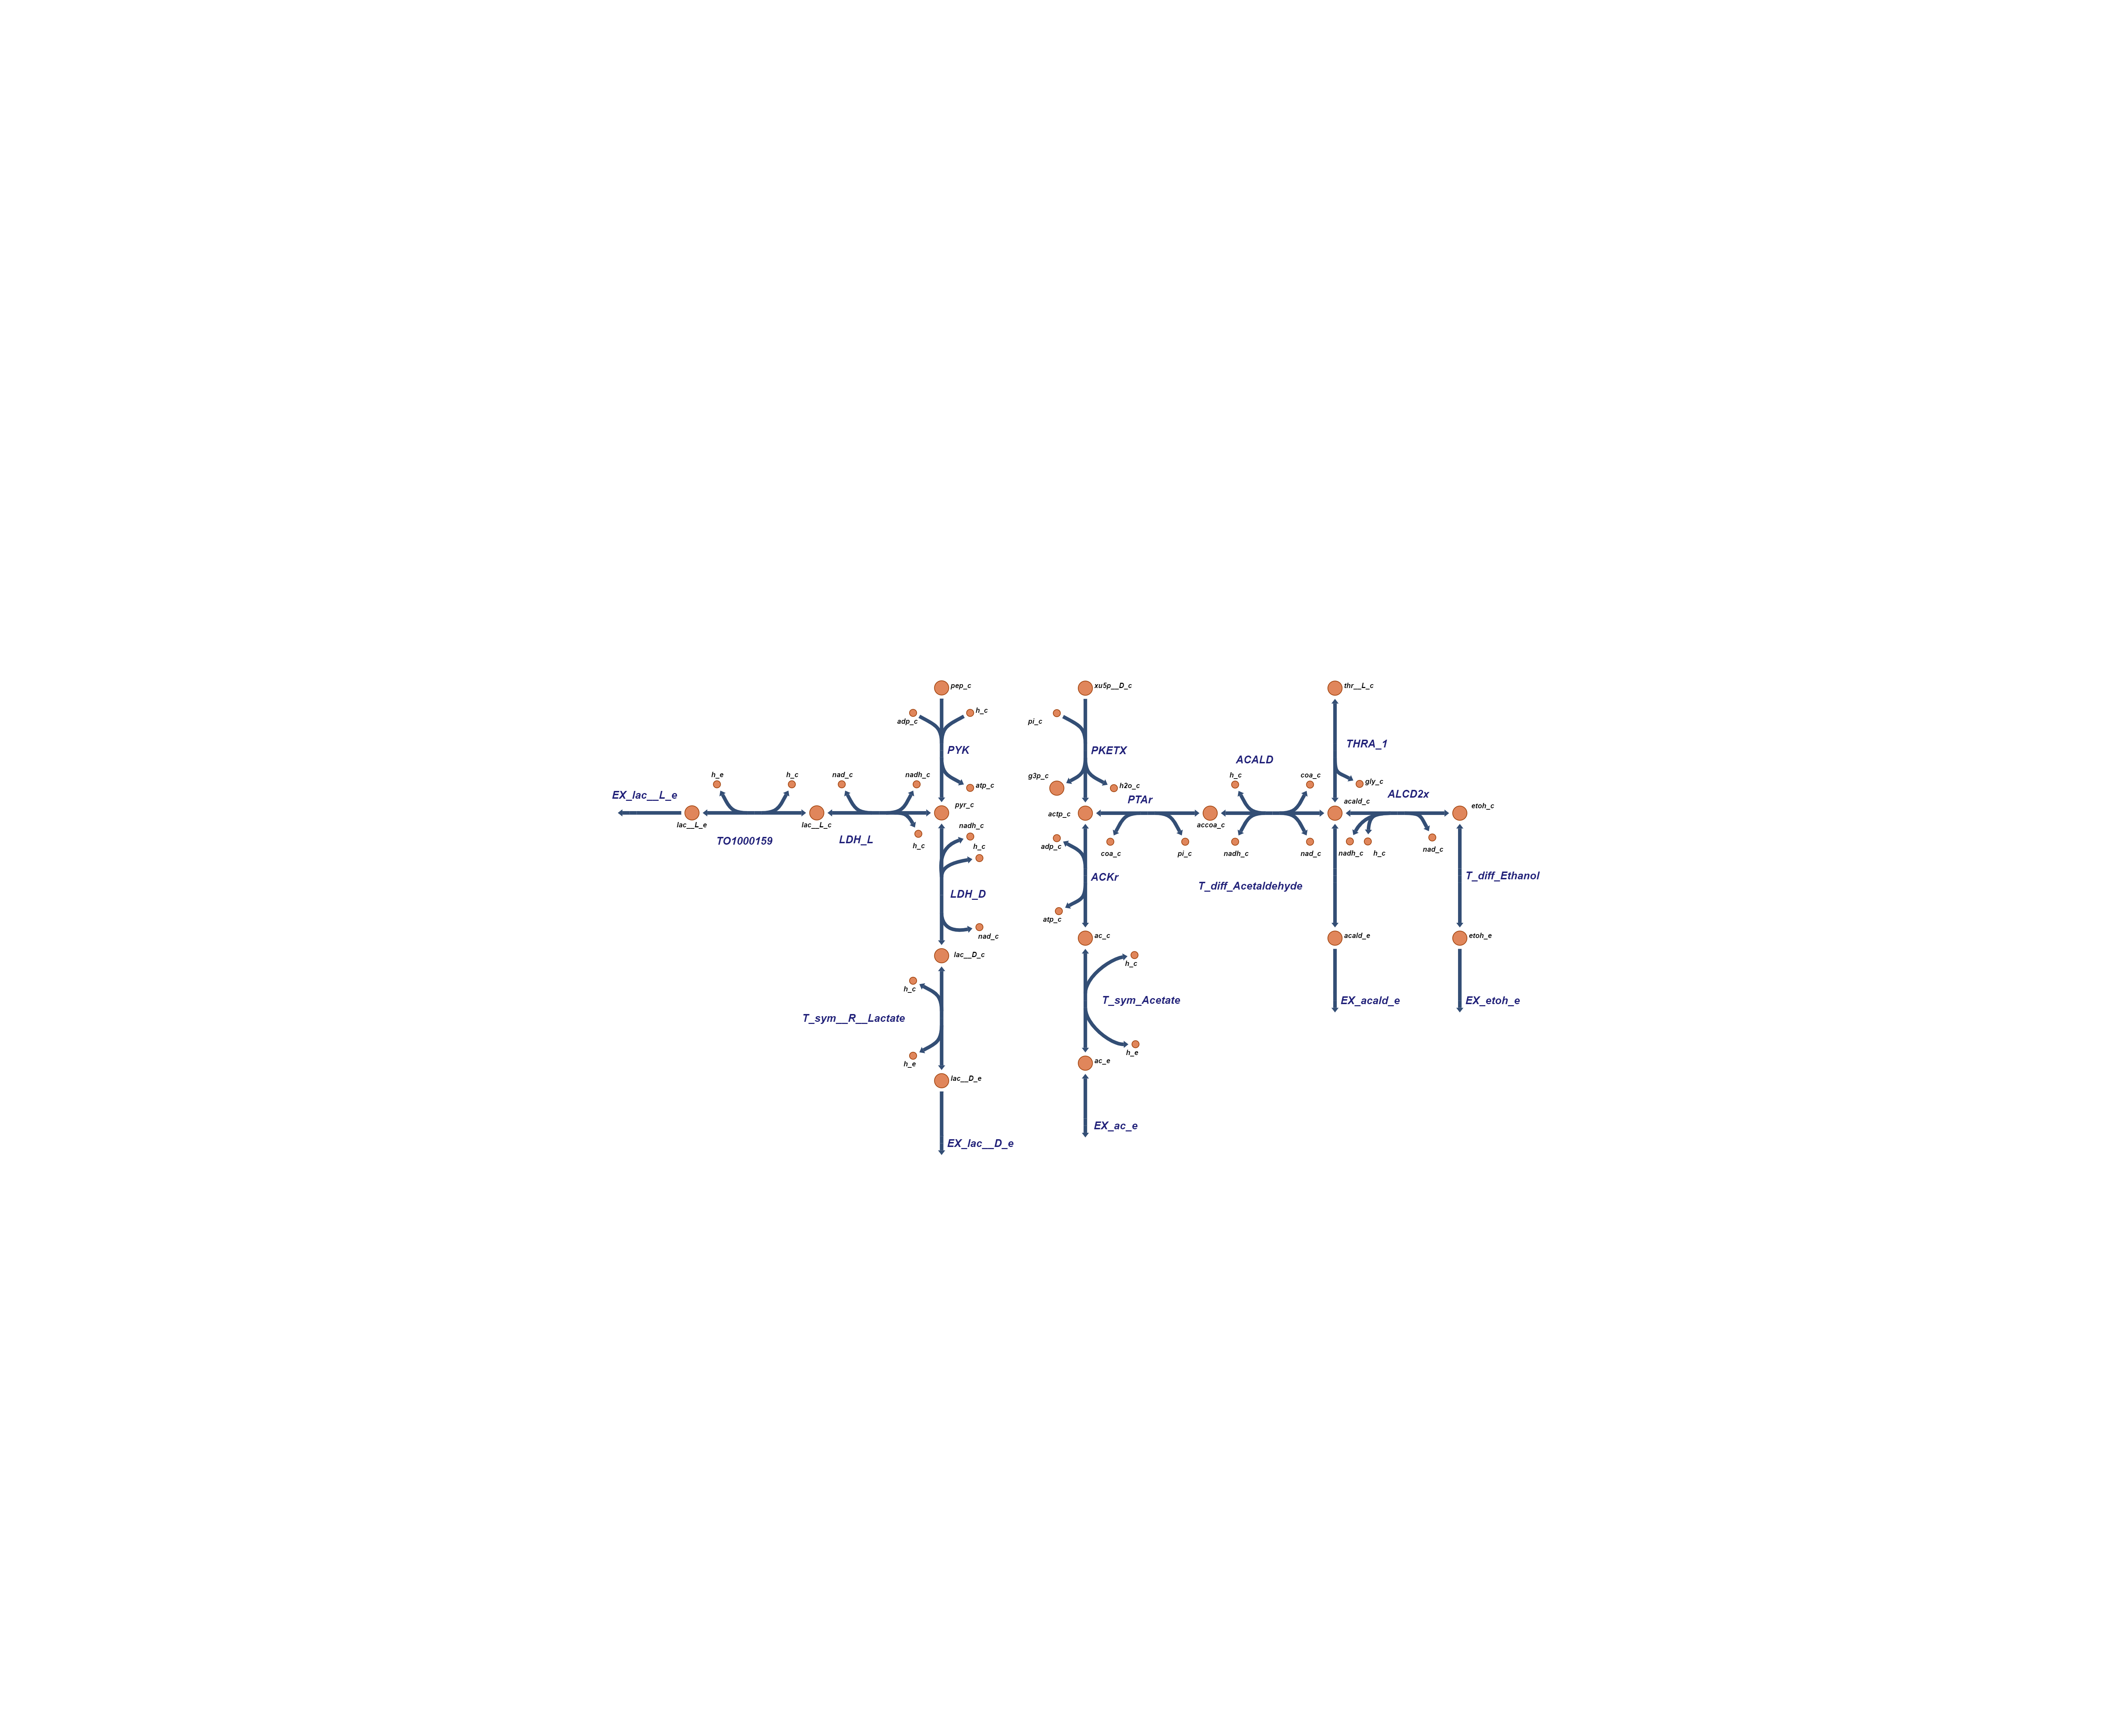 pep_c
xu5p__D_c
thr__L_c
adp_c
h_c
pi_c
PYK
PKETX
THRA_1
ACALD
h_e
h_c
nad_c
nadh_c
atp_c
g3p_c
h2o_c
h_c
coa_c
gly_c
EX_lac__L_e
PTAr
ALCD2x
pyr_c
actp_c
acald_c
etoh_c
lac__L_e
lac__L_c
accoa_c
TO1000159
LDH_L
h_c
nadh_c
h_c
adp_c
coa_c
pi_c
nadh_c
nad_c
nadh_c
h_c
nad_c
LDH_D
ACKr
T_diff_Acetaldehyde
T_diff_Ethanol
atp_c
nad_c
ac_c
acald_e
etoh_e
lac__D_c
h_c
h_c
T_sym__R__Lactate
T_sym_Acetate
EX_acald_e
EX_etoh_e
h_e
h_e
ac_e
lac__D_e
EX_ac_e
EX_lac__D_e